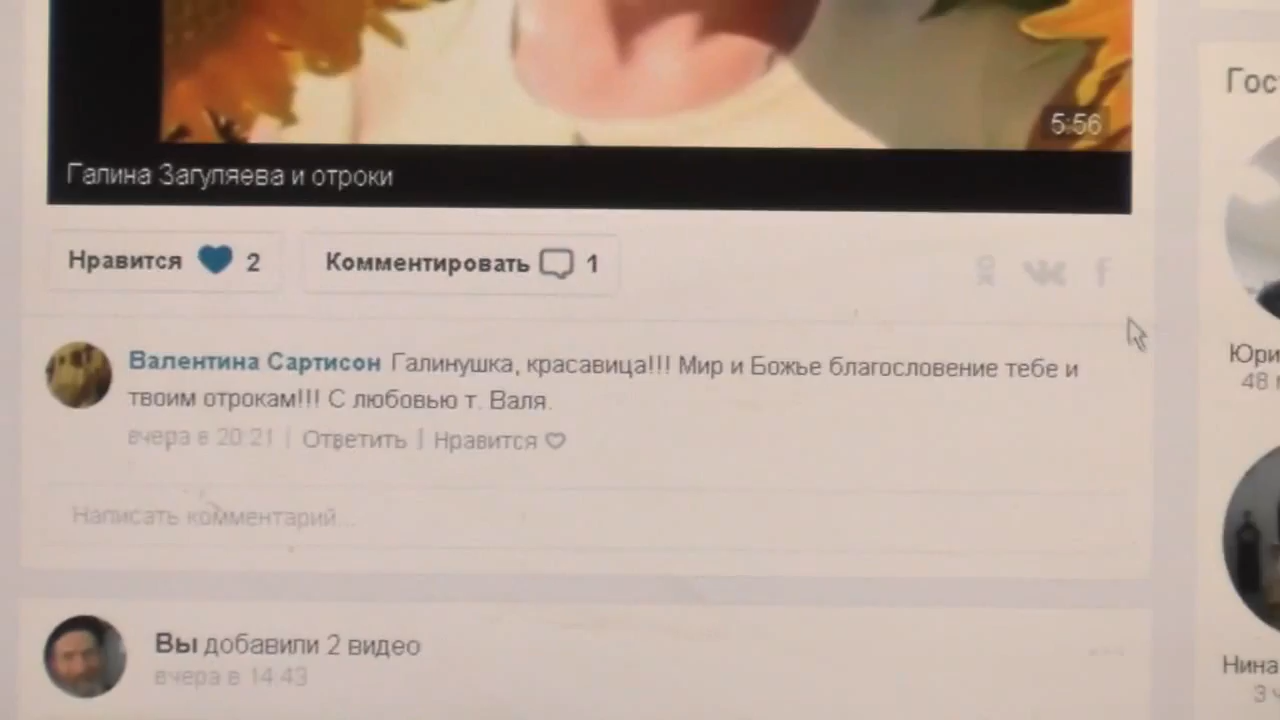 Гос
5:56
Галина Загуляева и отроки
Нравится 2 Комментировать 1
Юри
48
Валентина Сартисон Галинушка, красавица!!! Мир и Божье благословение тебе и
твоим отрокам!!! С любовью т. Валя.
вчера в 20:21 | Ответить | Нравится
Написать комментарий...
Вы добавили 2 видео
вчера в 14:43
Нина
3 ч